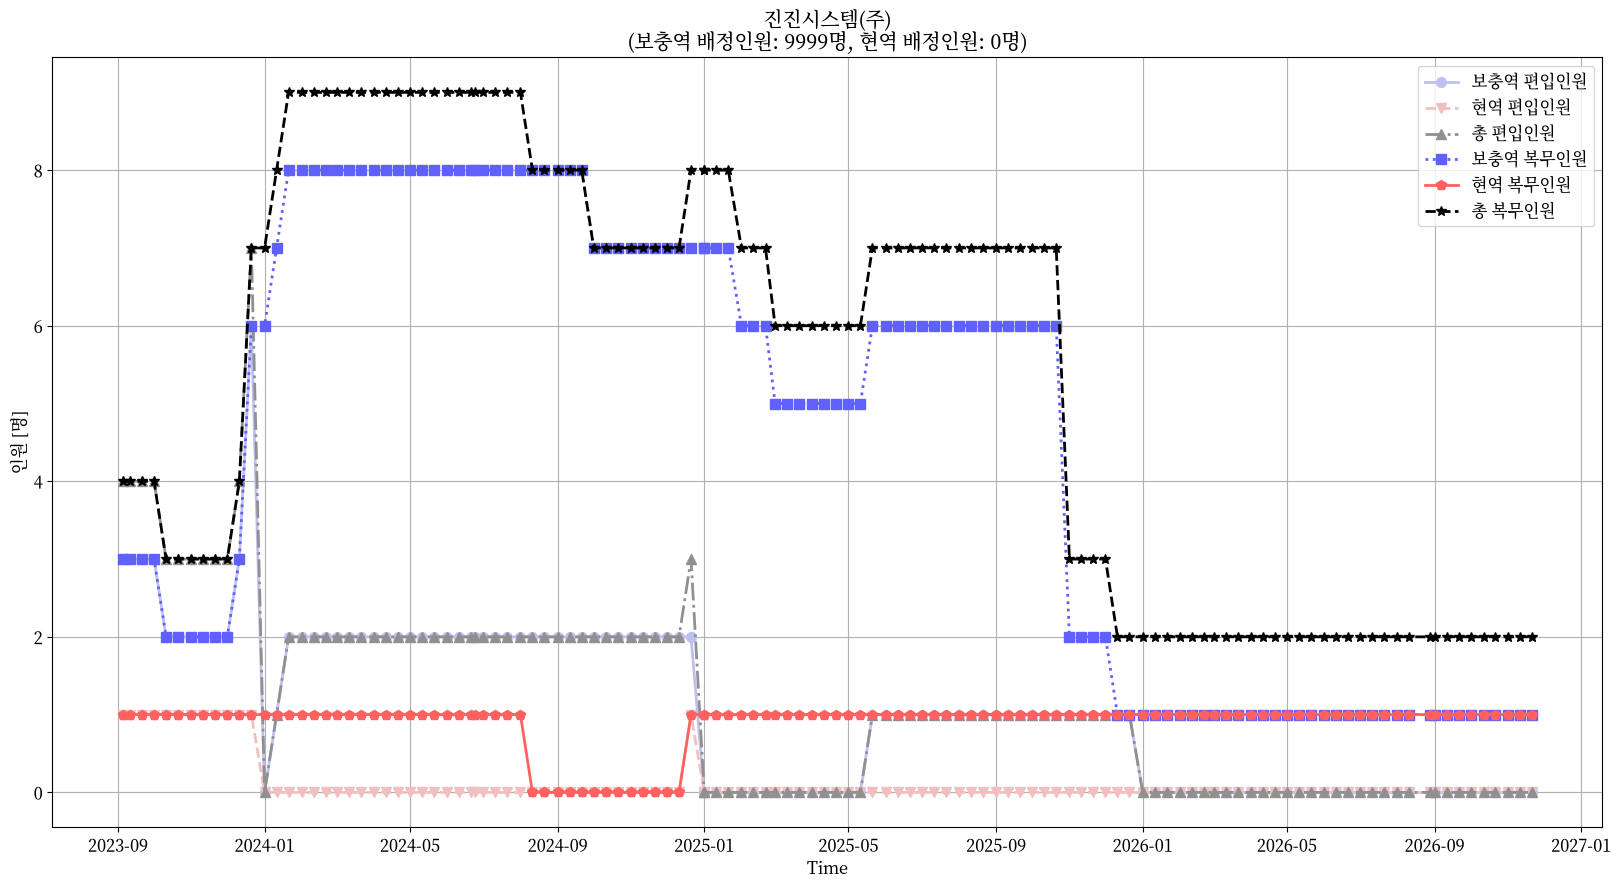 진진시스템(주)
(보충역 배정인원: 9999명, 현역 배정인원: 0명)
보충역 편입인원
현역 편입인원
총 편입인원
보충역 복무인원
현역 복무인원
총 복무인원
인원 [명]
8
6
4
2
0
2023-09
2024-01
2024-05
2024-09
2025-01
2025-05
2025-09
2026-01
2026-05
2026-09
2027-01
Time